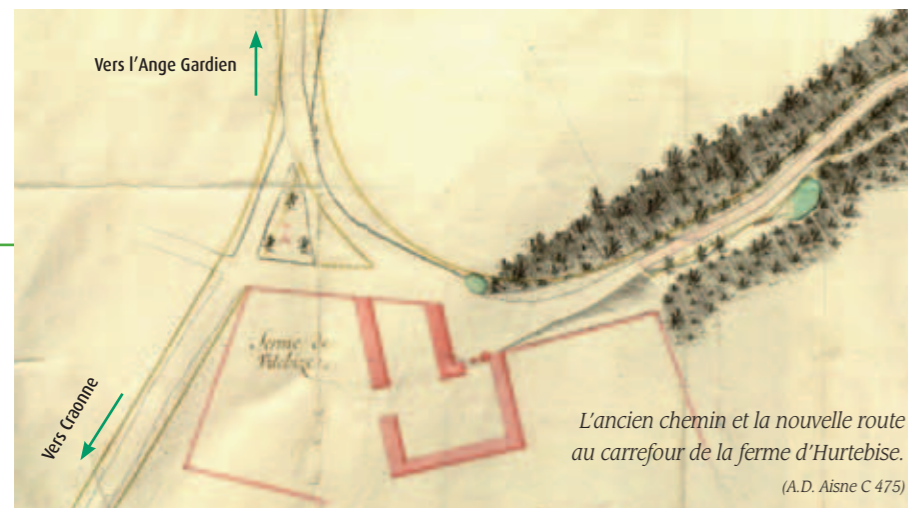 Vers l'Ange Gardien
ferme de
Vers Craonne
L'ancien chemin et la nouvelle route
au carrefour de la ferme d'Hurtebise.
(A.D. Aisne C 475)